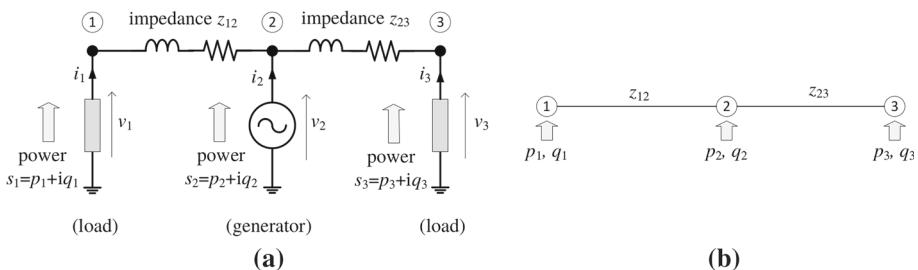 ① impedance z12 ② impedance z23 ③
i1 i2 i3
v1 v2 v3
power power power
s1=p1+iq1 s2=p2+iq2 s3=p3+iq3
(load) (generator) (load)
(a)
z12 z23
① ② ③
p1, q1 p2, q2 p3, q3
(b)